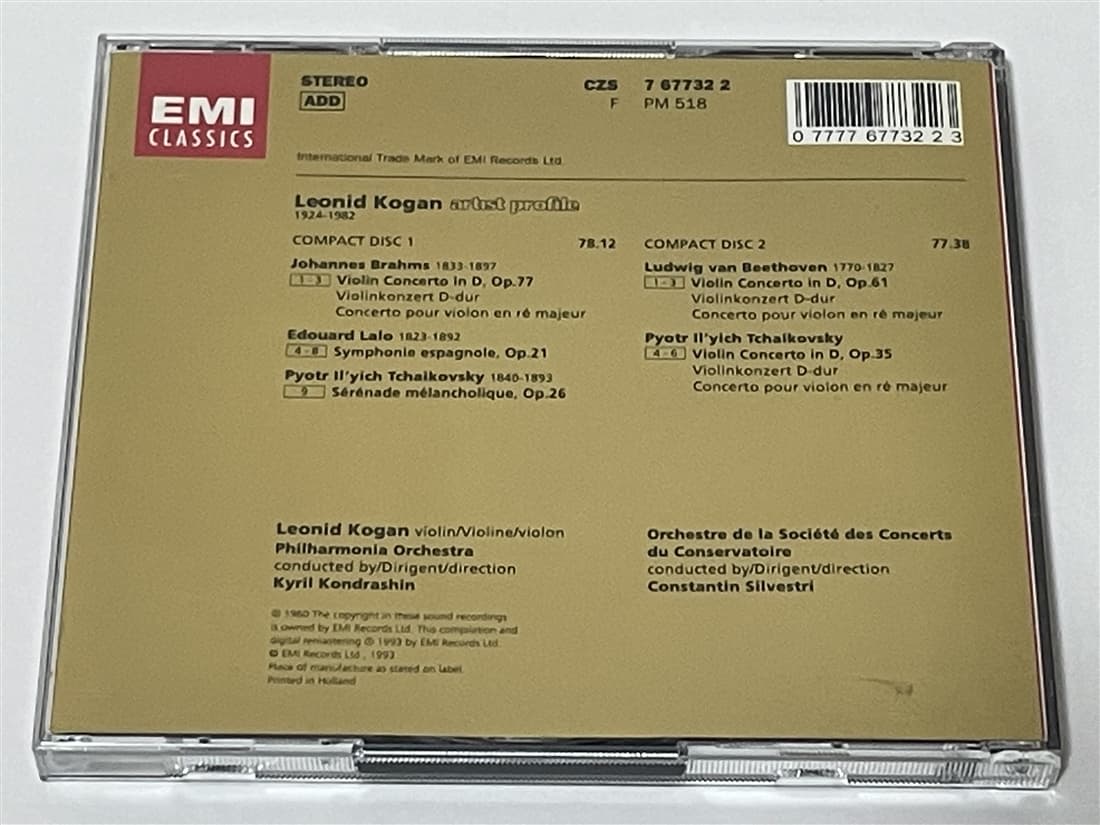 EMI
CLASSICS
STEREO
ADD
CZS 7 67732 2
F PM 518
0 7777 67732 2 3
International Trade Mark of EMI Records Ltd.
Leonid Kogan artist profile
1924-1982
COMPACT DISC 1 78.12
Johannes Brahms 1833-1897
1-3 Violin Concerto in D, Op.77
Violinkonzert D-dur
Concerto pour violon en ré majeur
Edouard Lalo 1823-1892
4-8 Symphonie espagnole, Op.21
Pyotr Il'yich Tchaikovsky 1840-1893
9 Sérénade mélancholique, Op.26
COMPACT DISC 2 77.38
Ludwig van Beethoven 1770-1827
1-3 Violin Concerto in D, Op.61
Violinkonzert D-dur
Concerto pour violon en ré majeur
Pyotr Il'yich Tchaikovsky
4-6 Violin Concerto in D, Op.35
Violinkonzert D-dur
Concerto pour violon en ré majeur
Leonid Kogan violin/Violine/violon
Philharmonia Orchestra
conducted by/Dirigent/direction
Kyril Kondrashin
Orchestre de la Société des Concerts
du Conservatoire
conducted by/Dirigent/direction
Constantin Silvestri
℗ 1960 The copyright in these sound recordings
is owned by EMI Records Ltd. This compilation and
digital remastering ℗ 1993 by EMI Records Ltd.
© EMI Records Ltd., 1993
Place of manufacture as stated on label.
Printed in Holland